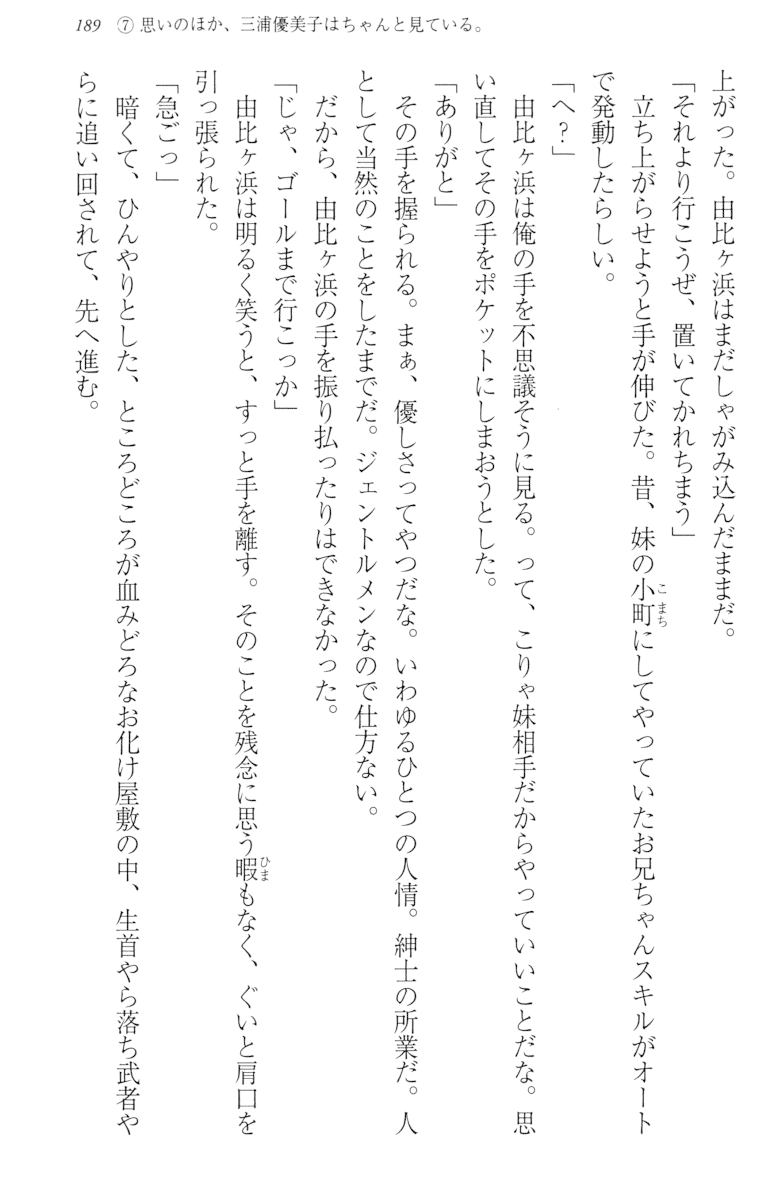 189 ⑦ 思いのほか、三浦優美子はちゃんと見ている。
上がった。由比ヶ浜はまだしゃがみ込んだままだ。
「それより行こうぜ、置いてかれちまう」
立ち上がらせようと手が伸びた。昔、妹の小町にしてやっていたお兄ちゃんスキルがオート
こまち
で発動したらしい。
「へ？」
由比ヶ浜は俺の手を不思議そうに見る。って、こりゃ妹相手だからやっていいことだな。思
い直してその手をポケットにしまおうとした。
「ありがと」
その手を握られる。まぁ、優しさってやつだな。いわゆるひとつの人情。紳士の所業だ。人
として当然のことをしたまでだ。ジェントルメンなので仕方ない。
だから、由比ヶ浜の手を振り払ったりはできなかった。
「じゃ、ゴールまで行こっか」
由比ヶ浜は明るく笑うと、すっと手を離す。そのことを残念に思う暇もなく、ぐいと肩口を
ひま
引っ張られた。
「急ごっ」
暗くて、ひんやりとした、ところどころが血みどろなお化け屋敷の中、生首やら落ち武者や
らに追い回されて、先へ進む。